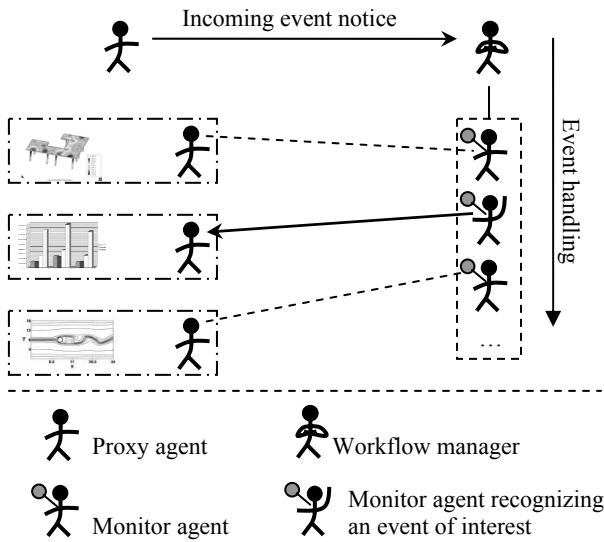 Incoming event notice
Event handling
...
Proxy agent
Workflow manager
Monitor agent
Monitor agent recognizing
an event of interest